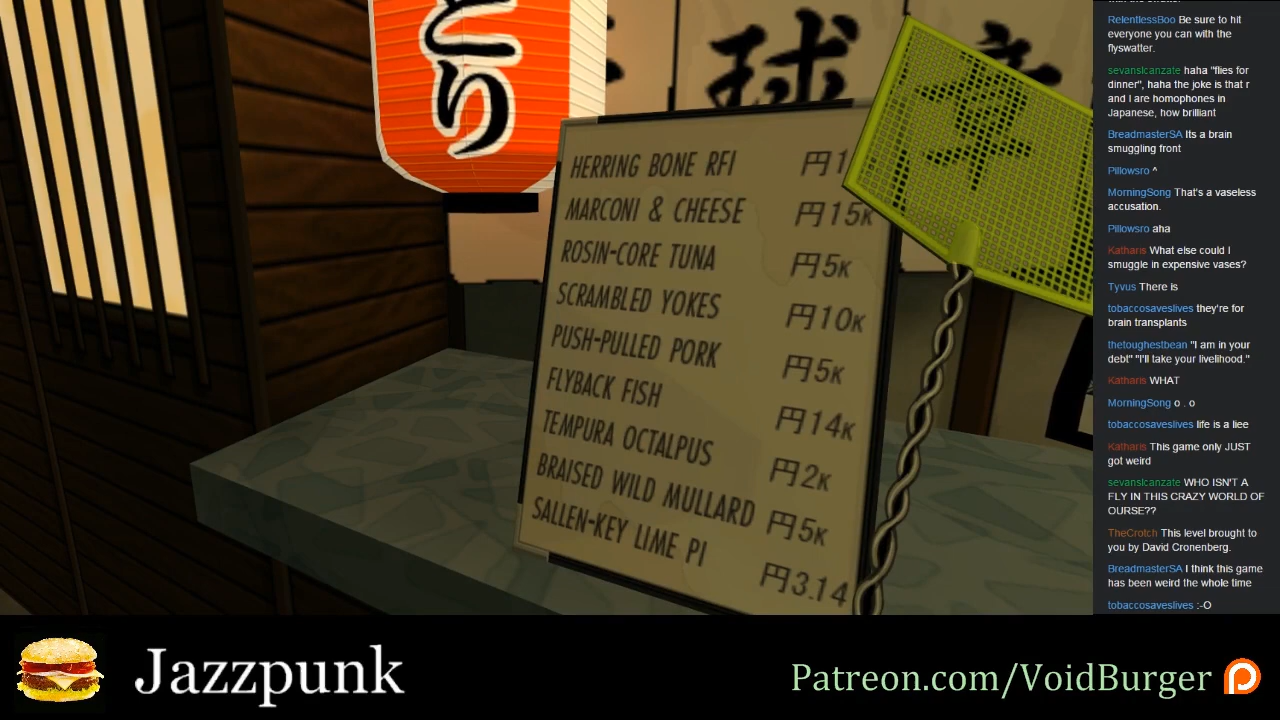 とり
球
HERRING BONE RFI 円1
MARCONI & CHEESE 円15K
ROSIN-CORE TUNA 円5K
SCRAMBLED YOKES 円10K
PUSH-PULLED PORK 円5K
FLYBACK FISH 円14K
TEMPURA OCTALPUS 円2K
BRAISED WILD MULLARD 円5K
SALLEN-KEY LIME PI 円3.14
RelentlessBoo Be sure to hit
everyone you can with the
flyswatter.
sevansicanzate haha "flies for
dinner", haha the joke is that r
and I are homophones in
Japanese, how brilliant
BreadmasterSA Its a brain
smuggling front
Pillowsro ^
MorningSong That's a vaseless
accusation.
Pillowsro aha
Katharis What else could I
smuggle in expensive vases?
Tyvus There is
tobaccosaveslives they're for
brain transplants
thetoughestbean "I am in your
debt" "I'll take your livelihood."
Katharis WHAT
MorningSong o . o
tobaccosaveslives life is a liee
Katharis This game only JUST
got weird
sevansicanzate WHO ISN'T A
FLY IN THIS CRAZY WORLD OF
OURSE??
TheCrotch This level brought to
you by David Cronenberg.
BreadmasterSA I think this game
has been weird the whole time
tobaccosaveslives :-O
Jazzpunk
Patreon.com/VoidBurger